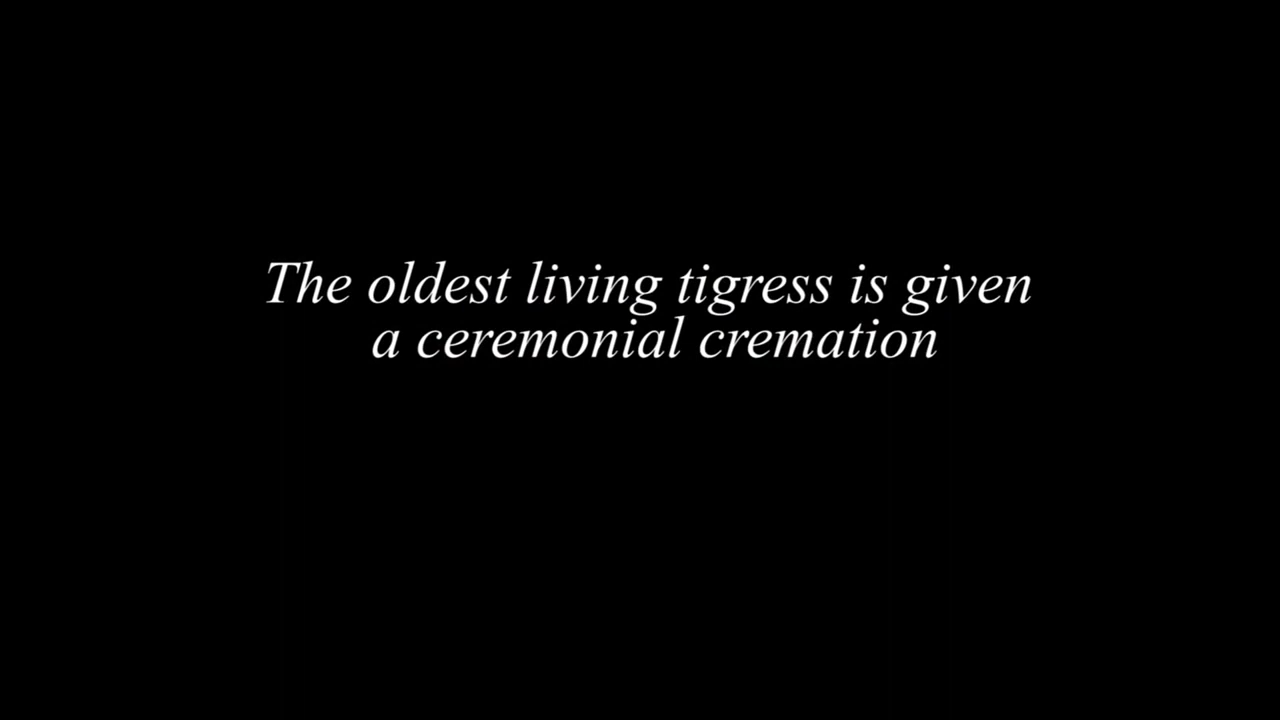 The oldest living tigress is given
a ceremonial cremation